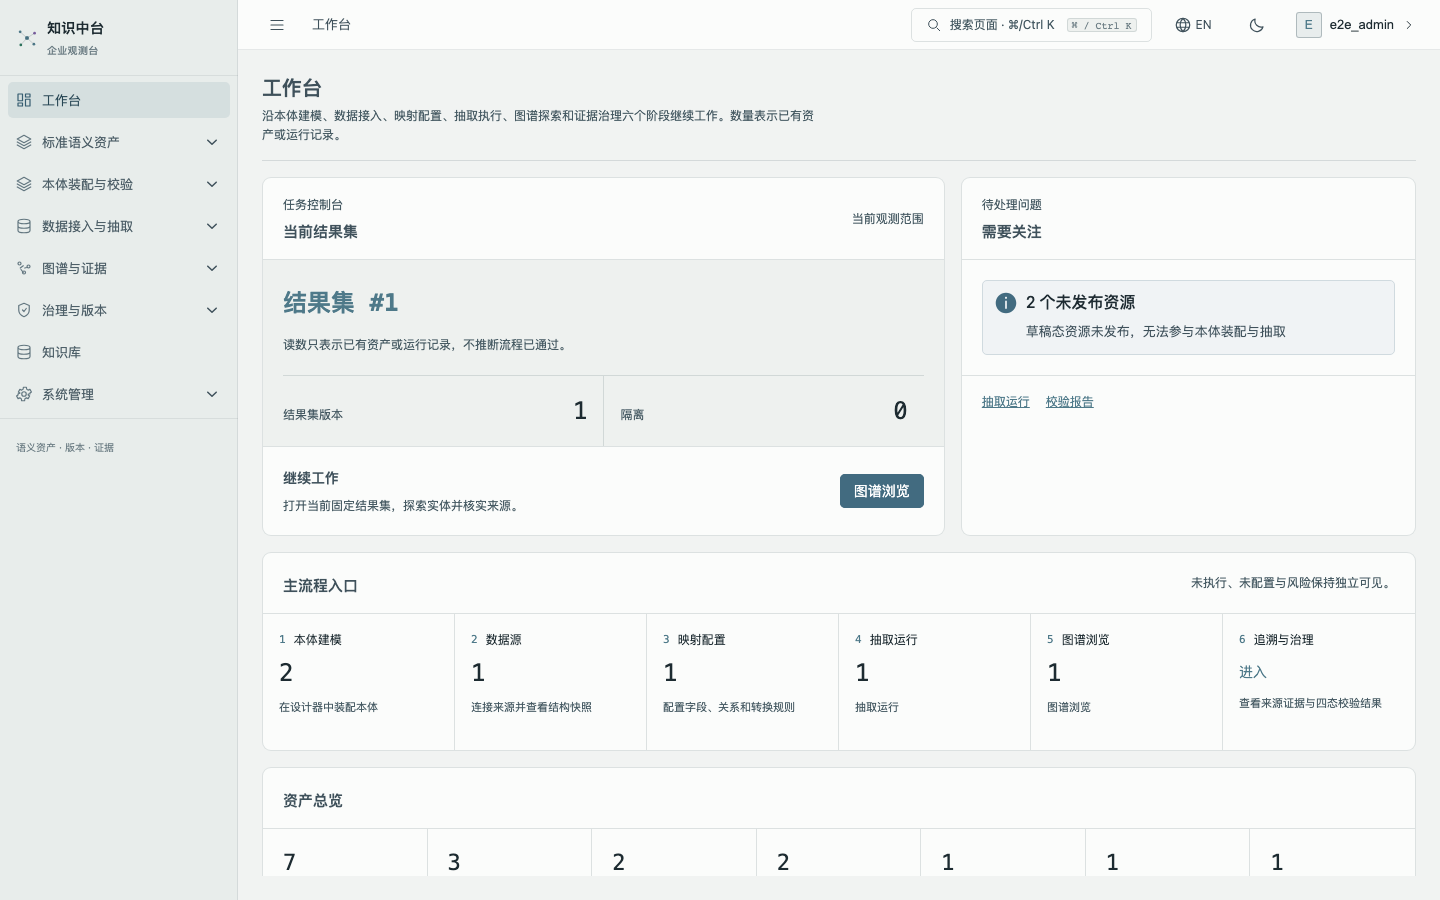 知识中台
企业观测台
工作台
标准语义资产
本体装配与校验
数据接入与抽取
图谱与证据
治理与版本
知识库
系统管理
语义资产 · 版本 · 证据
工作台
搜索页面 · ⌘/Ctrl K
⌘ / Ctrl K
EN
E
e2e_admin
工作台
沿本体建模、数据接入、映射配置、抽取执行、图谱探索和证据治理六个阶段继续工作。数量表示已有资
产或运行记录。
任务控制台
当前结果集
当前观测范围
结果集 #1
读数只表示已有资产或运行记录，不推断流程已通过。
结果集版本
1
隔离
0
继续工作
打开当前固定结果集，探索实体并核实来源。
图谱浏览
待处理问题
需要关注
2 个未发布资源
草稿态资源未发布，无法参与本体装配与抽取
抽取运行
校验报告
主流程入口
未执行、未配置与风险保持独立可见。
1 本体建模
2
在设计器中装配本体
2 数据源
1
连接来源并查看结构快照
3 映射配置
1
配置字段、关系和转换规则
4 抽取运行
1
抽取运行
5 图谱浏览
1
图谱浏览
6 追溯与治理
进入
查看来源证据与四态校验结果
资产总览
7
3
2
2
1
1
1